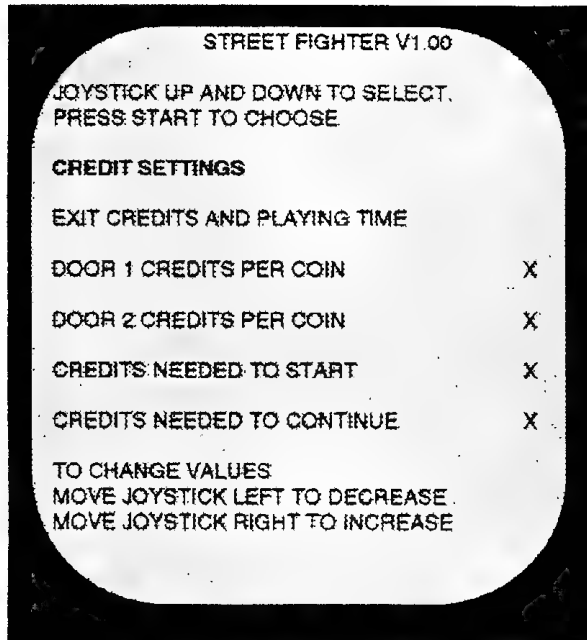 STREET FIGHTER V1.00
JOYSTICK UP AND DOWN TO SELECT.
PRESS START TO CHOOSE
CREDIT SETTINGS
EXIT CREDITS AND PLAYING TIME
DOOR 1 CREDITS PER COIN X
DOOR 2 CREDITS PER COIN X
CREDITS NEEDED TO START X
CREDITS NEEDED TO CONTINUE X
TO CHANGE VALUES
MOVE JOYSTICK LEFT TO DECREASE
MOVE JOYSTICK RIGHT TO INCREASE